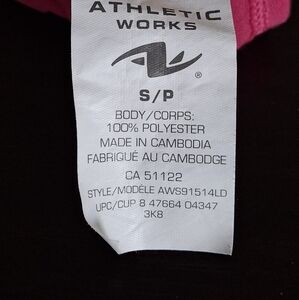 ATHLETIC
WORKS
®
S/P
BODY/CORPS:
100% POLYESTER
MADE IN CAMBODIA
FABRIQUÉ AU CAMBODGE
CA 51122
STYLE/MODÈLE AWS91514LD
UPC/CUP 8 47664 04347
3K8